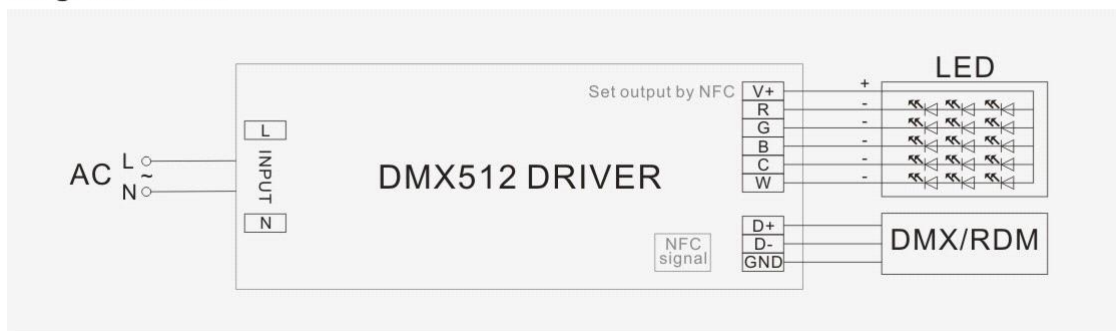 LED
Set output by NFC
V+
+
R
-
G
-
B
-
C
-
W
-
L
AC L
~
N
INPUT
N
DMX512 DRIVER
NFC
signal
D+
D-
GND
DMX/RDM